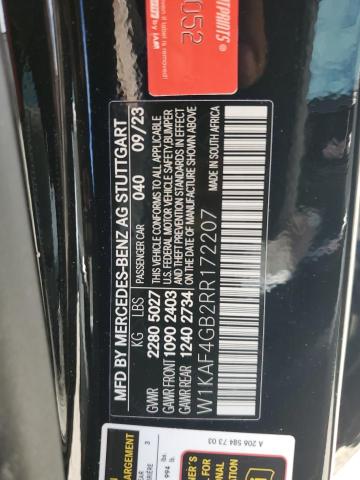 MFD BY MERCEDES-BENZ AG STUTTGART
KG LBS PASSENGER CAR 040 09/23
GVWR 2280 5027 THIS VEHICLE CONFORMS TO ALL APPLICABLE
GAWR FRONT 1090 2403 U.S. FEDERAL MOTOR VEHICLE SAFETY, BUMPER
GAWR REAR 1240 2734 AND THEFT PREVENTION STANDARDS IN EFFECT
ON THE DATE OF MANUFACTURE SHOWN ABOVE
W1KAF4GB2RR172207 MADE IN SOUTH AFRICA
A 206 584 73 03
3
994